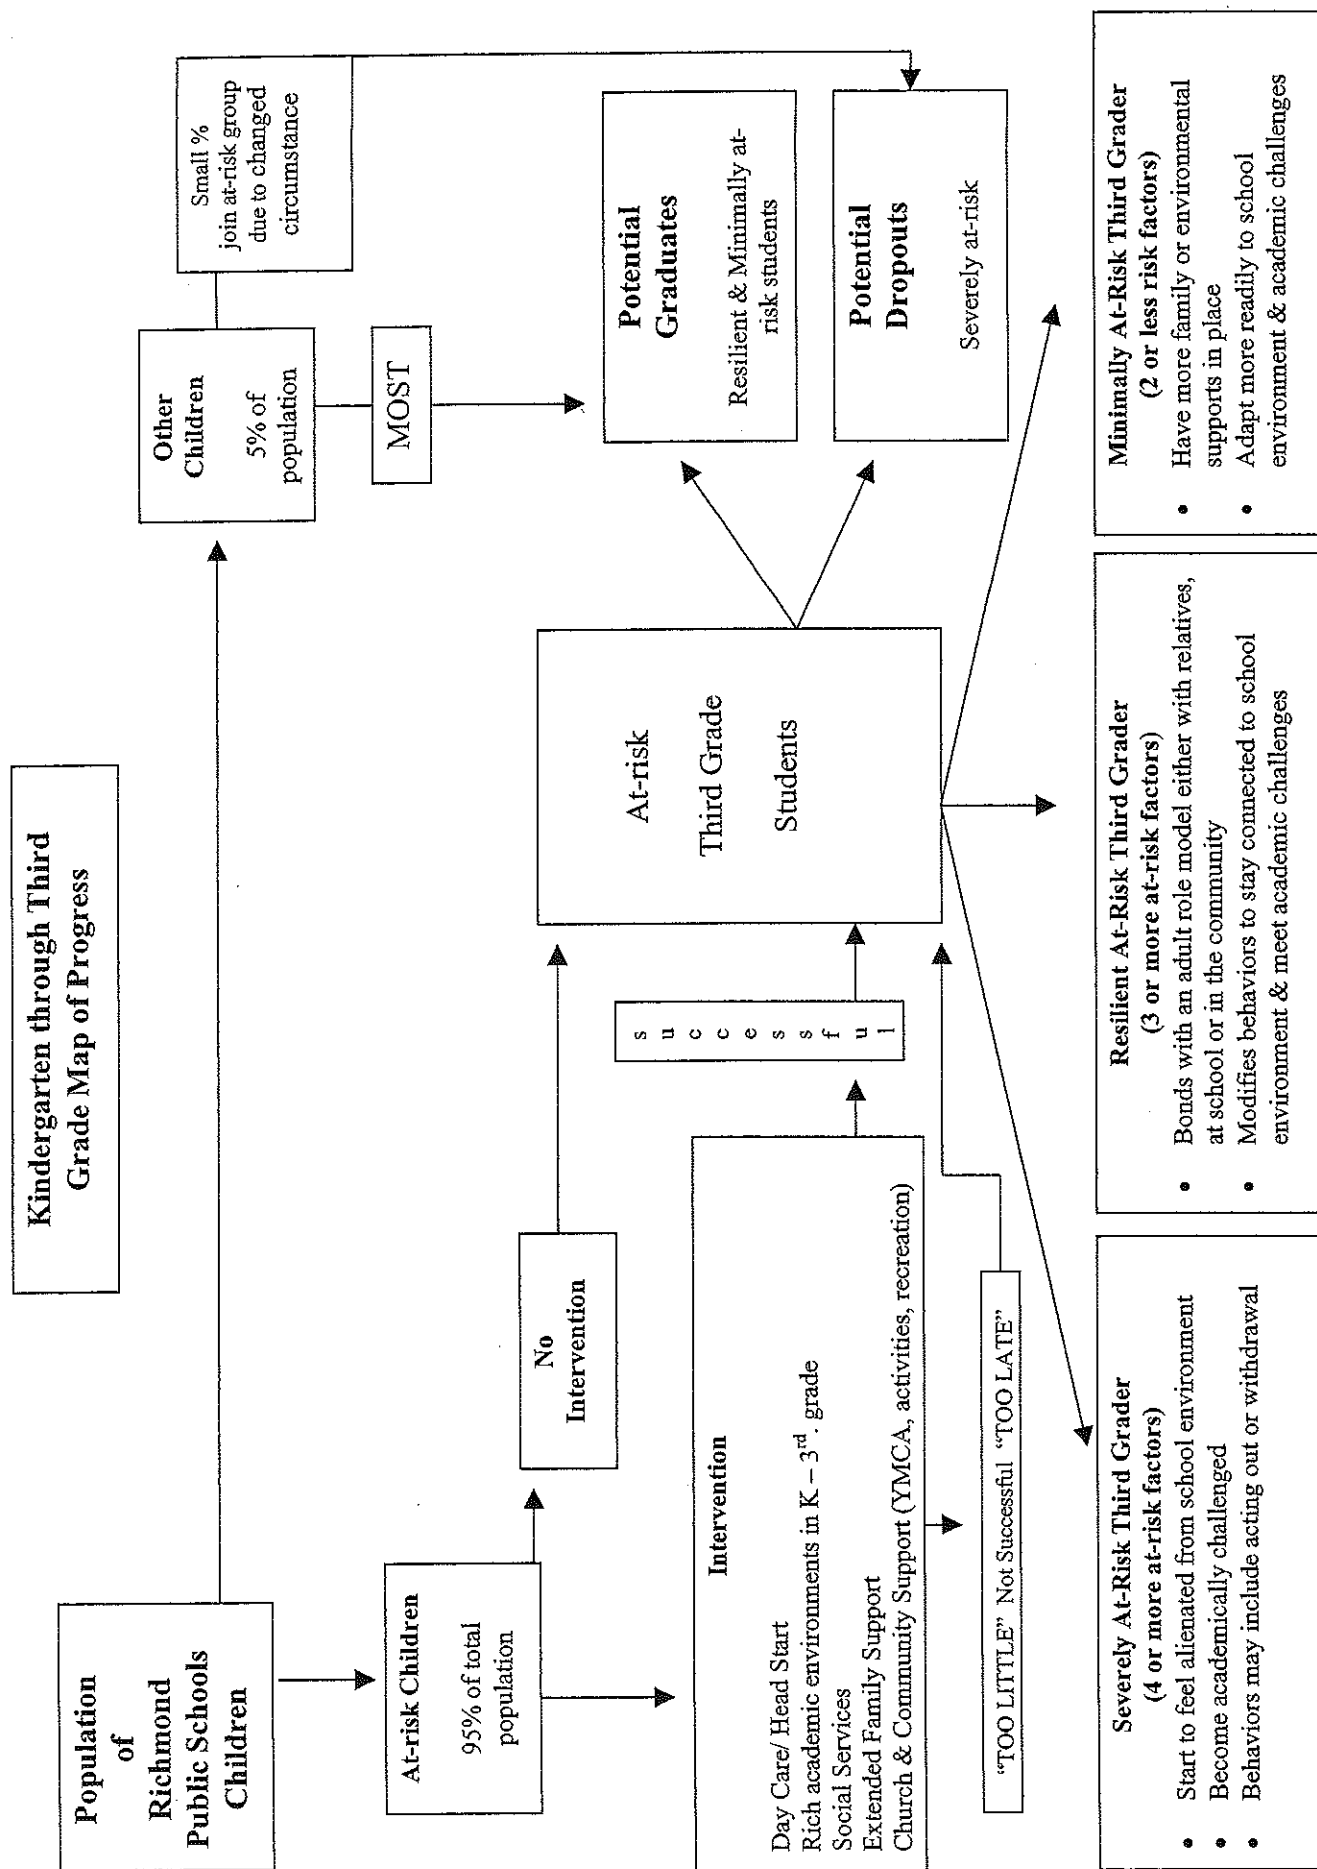 Kindergarten through Third
Grade Map of Progress
Population
of
Richmond
Public Schools
Children
Other
Children
5% of
population
Small %
join at-risk group
due to changed
circumstance
MOST
At-risk Children
95% of total
population
No
Intervention
Intervention
Day Care/ Head Start
Rich academic environments in K – 3rd. grade
Social Services
Extended Family Support
Church & Community Support (YMCA, activities, recreation)
s
u
c
c
e
s
s
f
u
l
"TOO LITTLE" Not Successful "TOO LATE"
At-risk
Third Grade
Students
Potential
Graduates
Resilient & Minimally at-
risk students
Potential
Dropouts
Severely at-risk
Severely At-Risk Third Grader
(4 or more at-risk factors)
• Start to feel alienated from school environment
• Become academically challenged
• Behaviors may include acting out or withdrawal
Resilient At-Risk Third Grader
(3 or more at-risk factors)
• Bonds with an adult role model either with relatives,
at school or in the community
• Modifies behaviors to stay connected to school
environment & meet academic challenges
Minimally At-Risk Third Grader
(2 or less risk factors)
• Have more family or environmental
supports in place
• Adapt more readily to school
environment & academic challenges